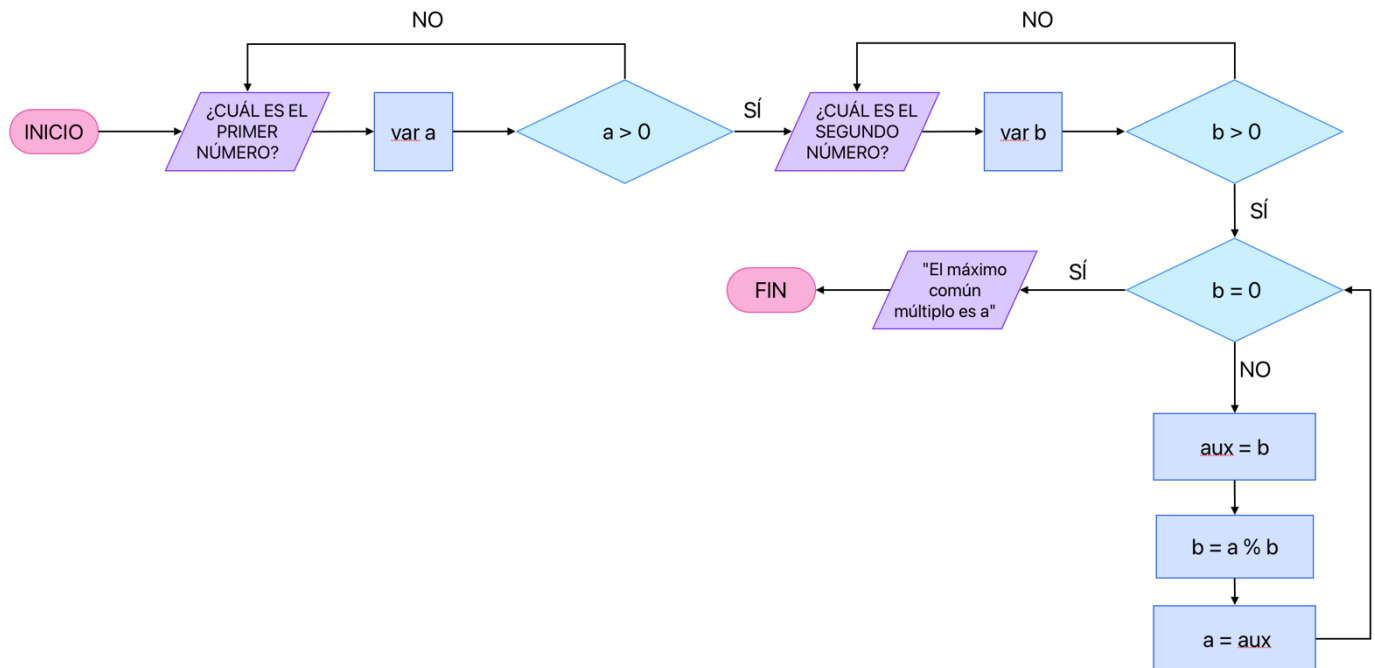 NO
NO
INICIO
¿CUÁL ES EL
PRIMER
NÚMERO?
var a
a > 0
SÍ
¿CUÁL ES EL
SEGUNDO
NÚMERO?
var b
b > 0
SÍ
FIN
"El máximo
común
múltiplo es a"
SÍ
b = 0
NO
aux = b
b = a % b
a = aux